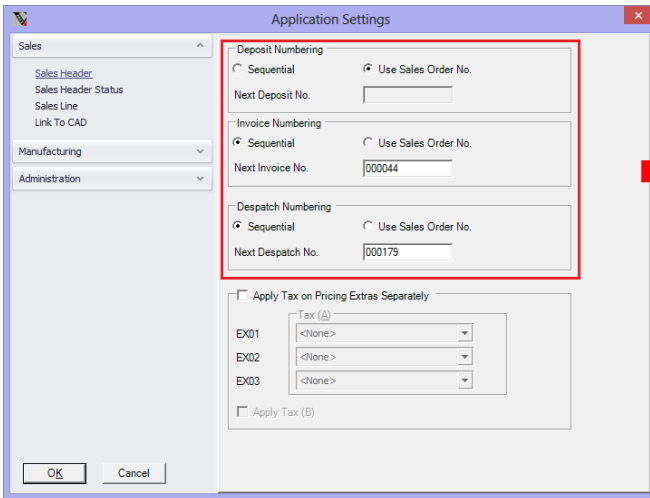 Application Settings
Sales
Sales Header
Sales Header Status
Sales Line
Link To CAD
Manufacturing
Administration
Deposit Numbering
Sequential Use Sales Order No.
Next Deposit No.
Invoice Numbering
Sequential Use Sales Order No.
Next Invoice No. 000044
Despatch Numbering
Sequential Use Sales Order No.
Next Despatch No. 000179
Apply Tax on Pricing Extras Separately
Tax (A)
EX01 <None>
EX02 <None>
EX03 <None>
Apply Tax (B)
OK Cancel